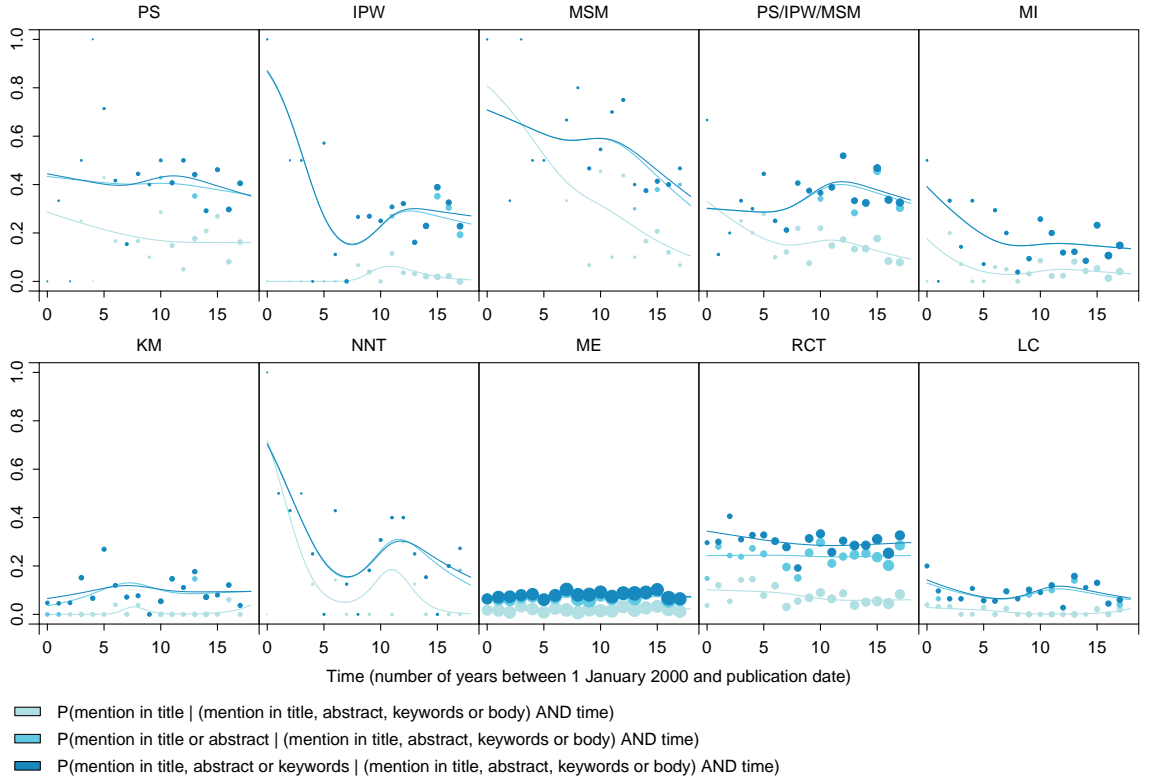 PS IPW MSM PS/IPW/MSM MI
1.0
0.8
0.6
0.4
0.2
0.0
0 5 10 15 0 5 10 15 0 5 10 15 0 5 10 15 0 5 10 15
KM NNT ME RCT LC
1.0
0.8
0.6
0.4
0.2
0.0
0 5 10 15 0 5 10 15 0 5 10 15 0 5 10 15 0 5 10 15
Time (number of years between 1 January 2000 and publication date)
P(mention in title | (mention in title, abstract, keywords or body) AND time)
P(mention in title or abstract | (mention in title, abstract, keywords or body) AND time)
P(mention in title, abstract or keywords | (mention in title, abstract, keywords or body) AND time)